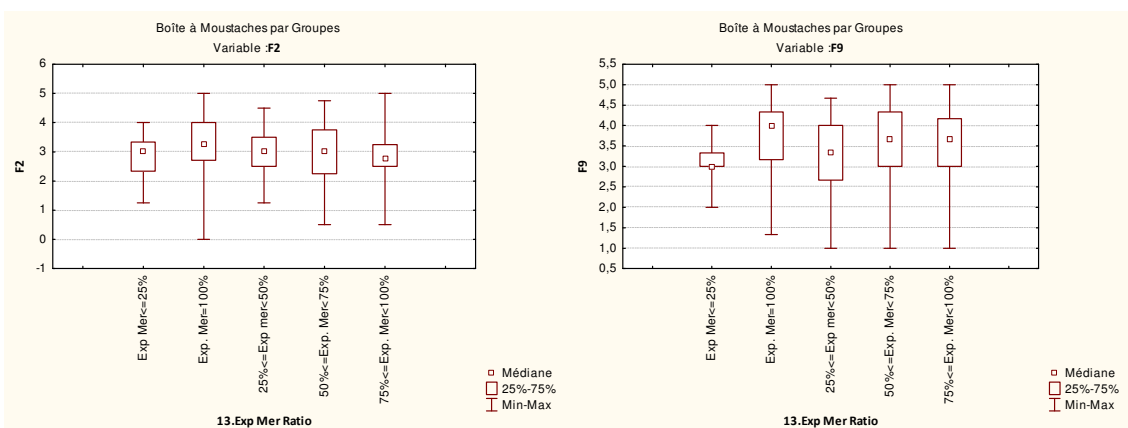 Boîte à Moustaches par Groupes
Variable :F2
6
5
4
3
2
1
0
-1
F2
Exp Mer<=25%
Exp. Mer=100%
25%<=Exp mer<50%
50%<=Exp. Mer<75%
75%<=Exp. Mer<100%
13.Exp Mer Ratio
Médiane
25%-75%
Min-Max
Boîte à Moustaches par Groupes
Variable :F9
5,5
5,0
4,5
4,0
3,5
3,0
2,5
2,0
1,5
1,0
0,5
F9
Exp Mer<=25%
Exp. Mer=100%
25%<=Exp mer<50%
50%<=Exp. Mer<75%
75%<=Exp. Mer<100%
13.Exp Mer Ratio
Médiane
25%-75%
Min-Max